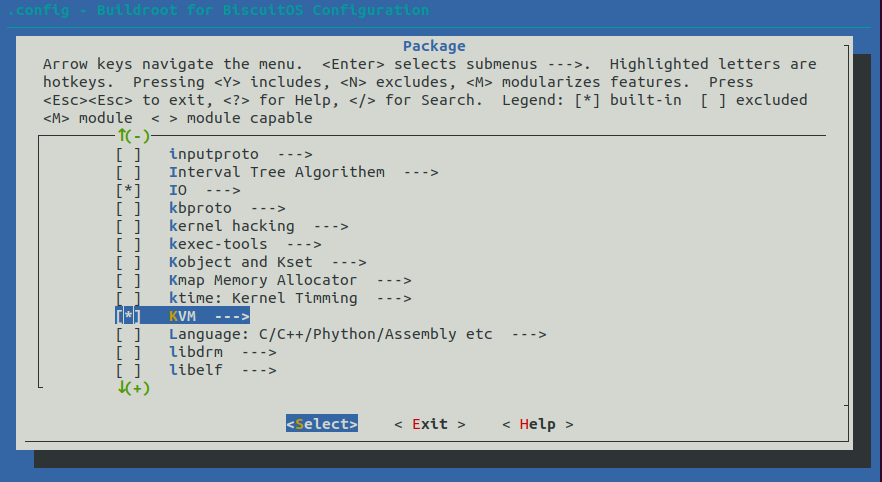 .config - Buildroot for BiscuitOS Configuration
Package
Arrow keys navigate the menu.  <Enter> selects submenus --->.  Highlighted letters are
hotkeys.  Pressing <Y> includes, <N> excludes, <M> modularizes features.  Press
<Esc><Esc> to exit, <?> for Help, </> for Search.  Legend: [*] built-in  [ ] excluded
<M> module  < > module capable
↑(-)
[ ]   inputproto  --->
[ ]   Interval Tree Algorithem  --->
[*]   IO  --->
[ ]   kbproto  --->
[ ]   kernel hacking  --->
[ ]   kexec-tools  --->
[ ]   Kobject and Kset  --->
[ ]   Kmap Memory Allocator  --->
[ ]   ktime: Kernel Timming  --->
[*]   KVM  --->
[ ]   Language: C/C++/Phython/Assembly etc  --->
[ ]   libdrm  --->
[ ]   libelf  --->
↓(+)
<Select>    < Exit >    < Help >